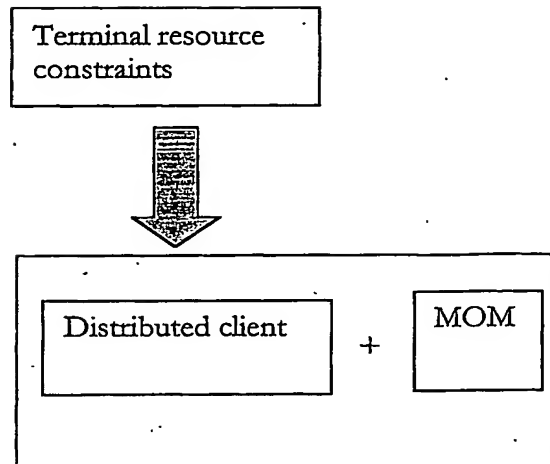 Terminal resource
constraints
Distributed client
+
MOM